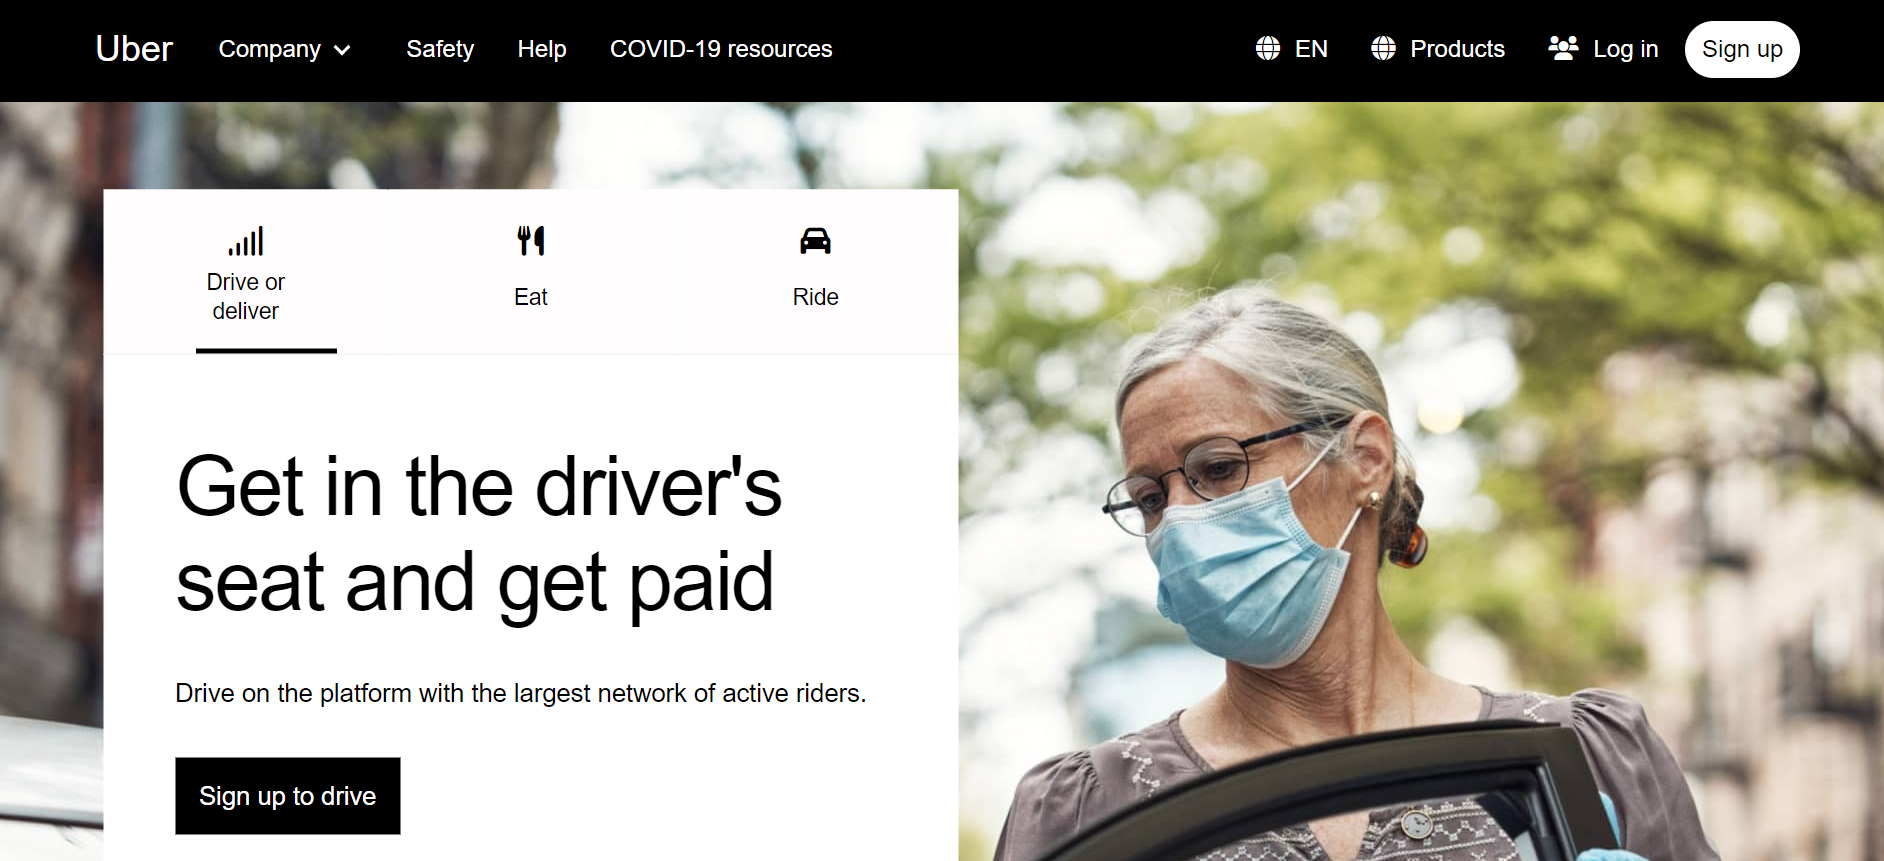 Uber Company Safety Help COVID-19 resources EN Products Log in Sign up
Drive or
deliver
Eat
Ride
Get in the driver's
seat and get paid
Drive on the platform with the largest network of active riders.
Sign up to drive